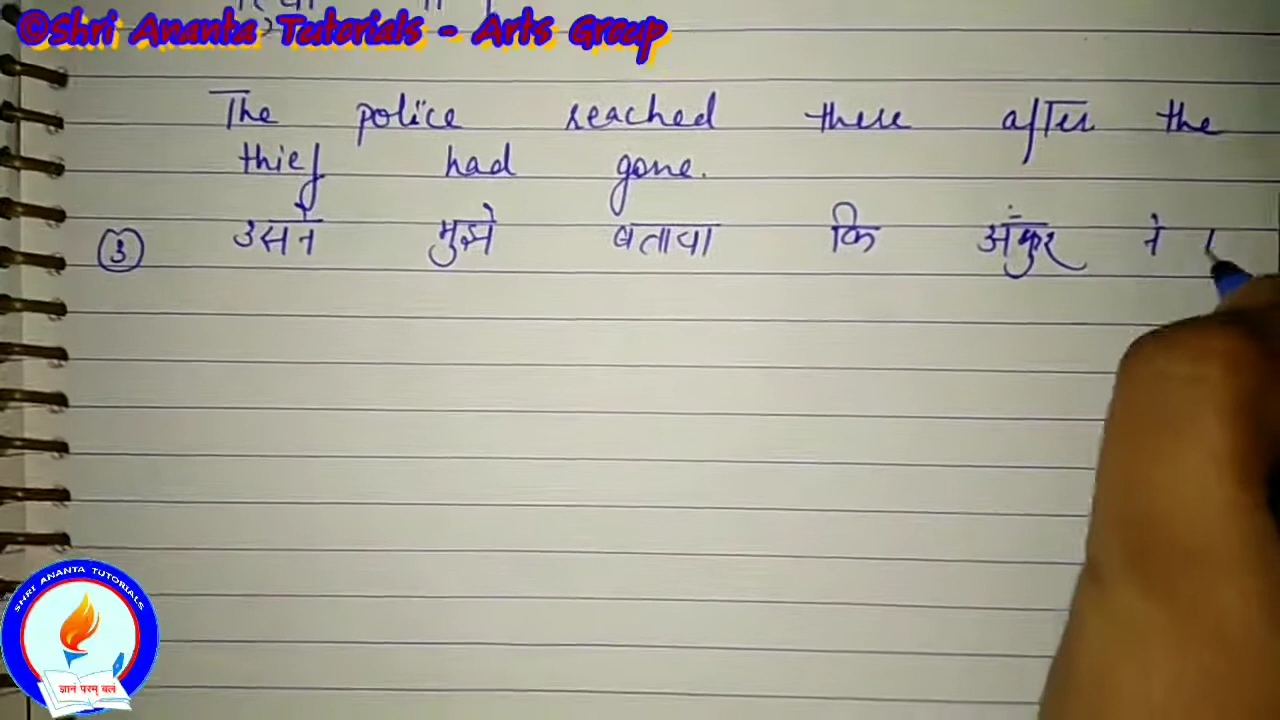 ©Shri Ananta Tutorials - Arts Group
The police reached there after the
thief had gone.
③ उसने मुझे बताया कि अंकुर ने
SHRI ANANTA TUTORIALS
ज्ञानं परमं बलं